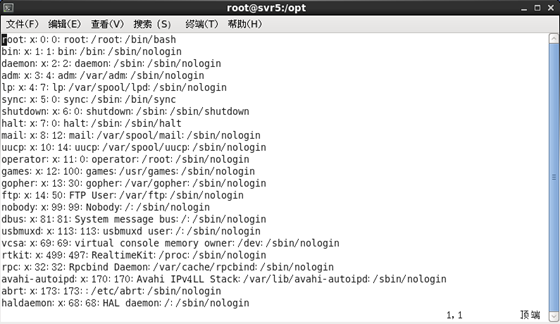 root@svr5:/opt
文件(F) 编辑(E) 查看(V) 搜索 (S) 终端(T) 帮助(H)
root:x:0:0:root:/root:/bin/bash
bin:x:1:1:bin:/bin:/sbin/nologin
daemon:x:2:2:daemon:/sbin:/sbin/nologin
adm:x:3:4:adm:/var/adm:/sbin/nologin
lp:x:4:7:lp:/var/spool/lpd:/sbin/nologin
sync:x:5:0:sync:/sbin:/bin/sync
shutdown:x:6:0:shutdown:/sbin:/sbin/shutdown
halt:x:7:0:halt:/sbin:/sbin/halt
mail:x:8:12:mail:/var/spool/mail:/sbin/nologin
uucp:x:10:14:uucp:/var/spool/uucp:/sbin/nologin
operator:x:11:0:operator:/root:/sbin/nologin
games:x:12:100:games:/usr/games:/sbin/nologin
gopher:x:13:30:gopher:/var/gopher:/sbin/nologin
ftp:x:14:50:FTP User:/var/ftp:/sbin/nologin
nobody:x:99:99:Nobody:/:/sbin/nologin
dbus:x:81:81:System message bus:/:/sbin/nologin
usbmuxd:x:113:113:usbmuxd user:/:/sbin/nologin
vcsa:x:69:69:virtual console memory owner:/dev:/sbin/nologin
rtkit:x:499:497:RealtimeKit:/proc:/sbin/nologin
rpc:x:32:32:Rpcbind Daemon:/var/cache/rpcbind:/sbin/nologin
avahi-autoipd:x:170:170:Avahi IPv4LL Stack:/var/lib/avahi-autoipd:/sbin/nologin
abrt:x:173:173::/etc/abrt:/sbin/nologin
haldaemon:x:68:68:HAL daemon:/:/sbin/nologin
1,1 顶端